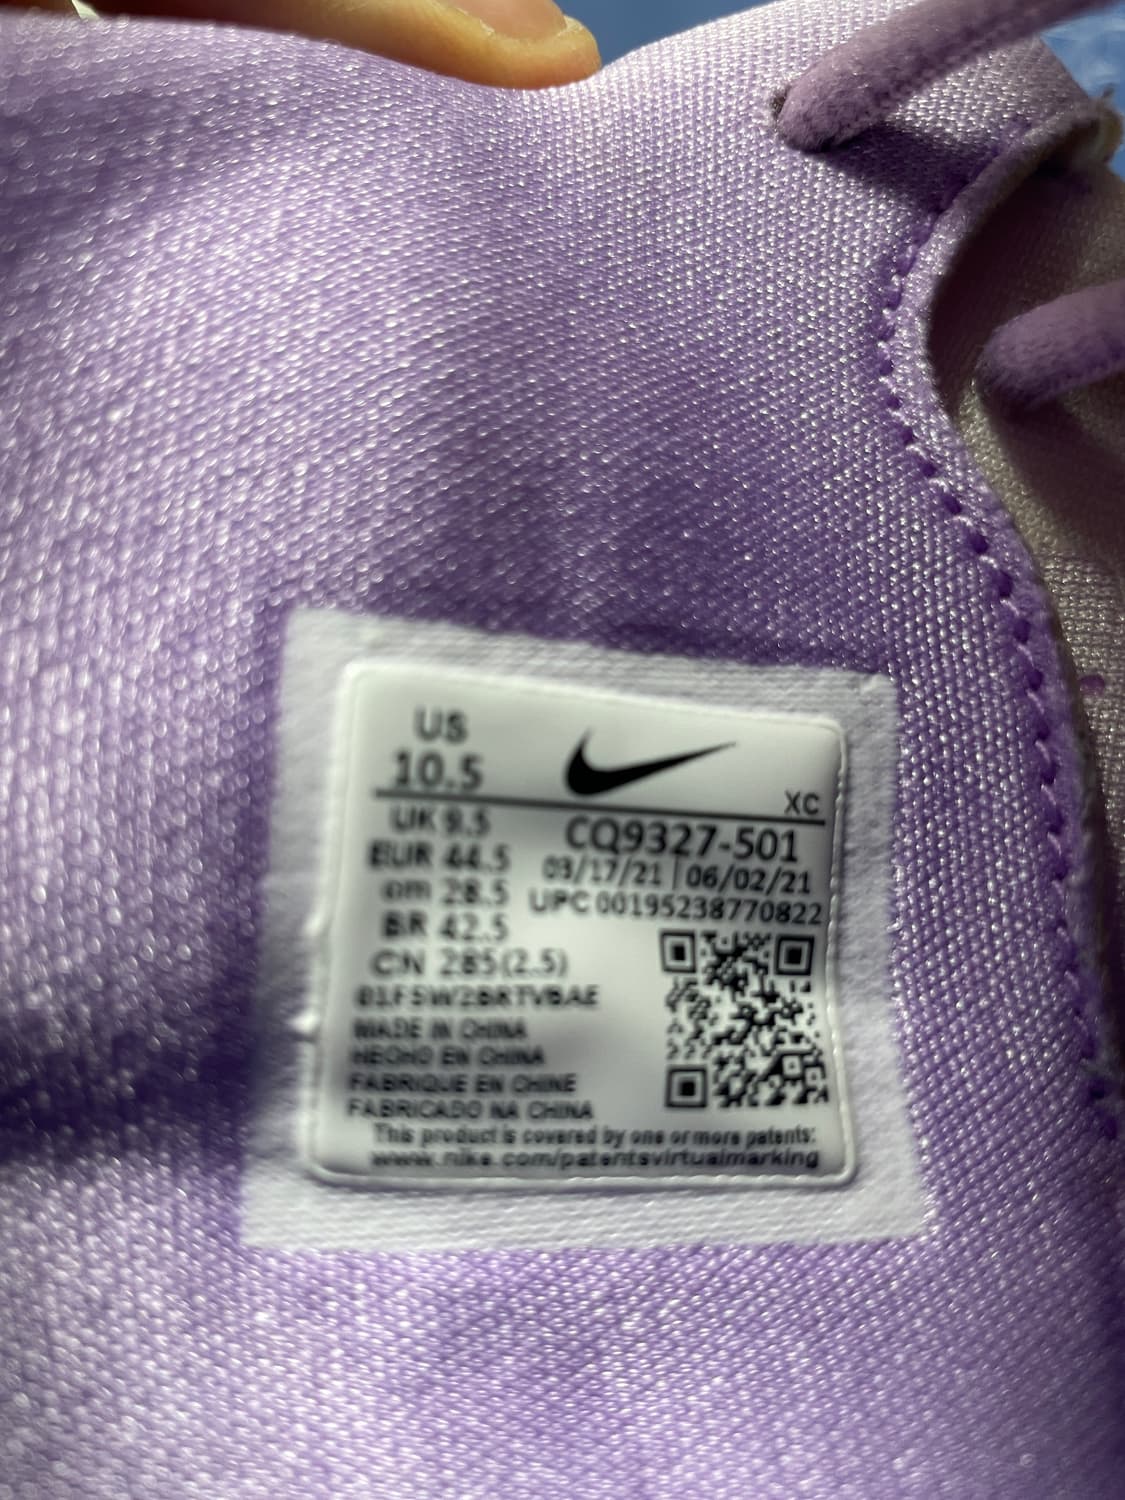 US
10.5
XC
UK 9.5
EUR 44.5
cm 28.5
BR 42.5
CN 285(2.5)
CQ9327-501
03/17/21 | 06/02/21
UPC 00195238770822
MADE IN CHINA
HECHO EN CHINA
FABRIQUE EN CHINE
FABRICADO NA CHINA
This product is covered by one or more patents:
www.nike.com/patentsvirtualmarking